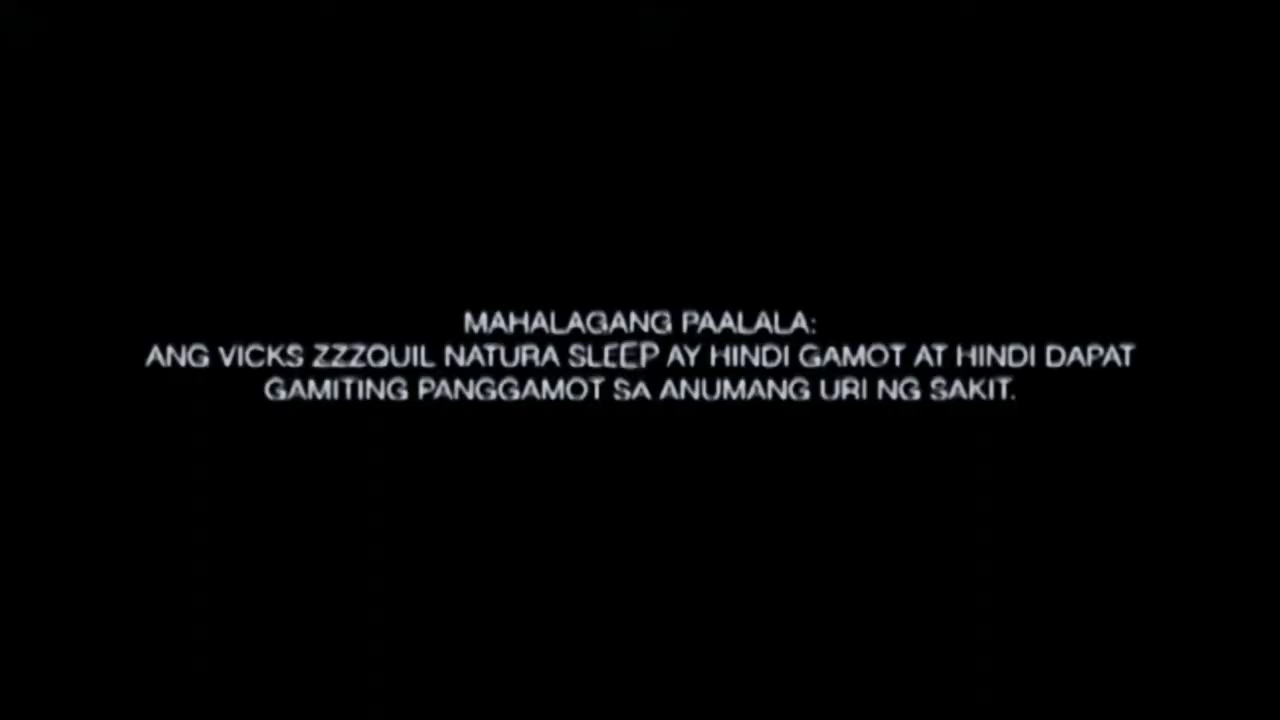 MAHALAGANG PAALALA:
ANG VICKS ZZZQUIL NATURA SLEEP AY HINDI GAMOT AT HINDI DAPAT
GAMITING PANGGAMOT SA ANUMANG URI NG SAKIT.